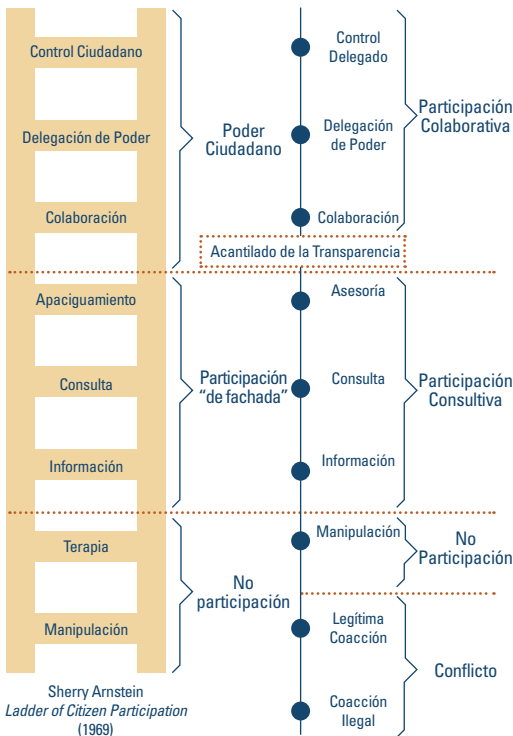 Control Ciudadano
Delegación de Poder
Colaboración
Apaciguamiento
Consulta
Información
Terapia
Manipulación
Sherry Arnstein
Ladder of Citizen Participation
(1969)
Poder
Ciudadano
Participación
“de fachada”
No
participación
Control
Delegado
Delegación
de Poder
Colaboración
Acantilado de la Transparencia
Asesoría
Consulta
Información
Manipulación
Legítima
Coacción
Coacción
Ilegal
Participación
Colaborativa
Participación
Consultiva
No
Participación
Conflicto